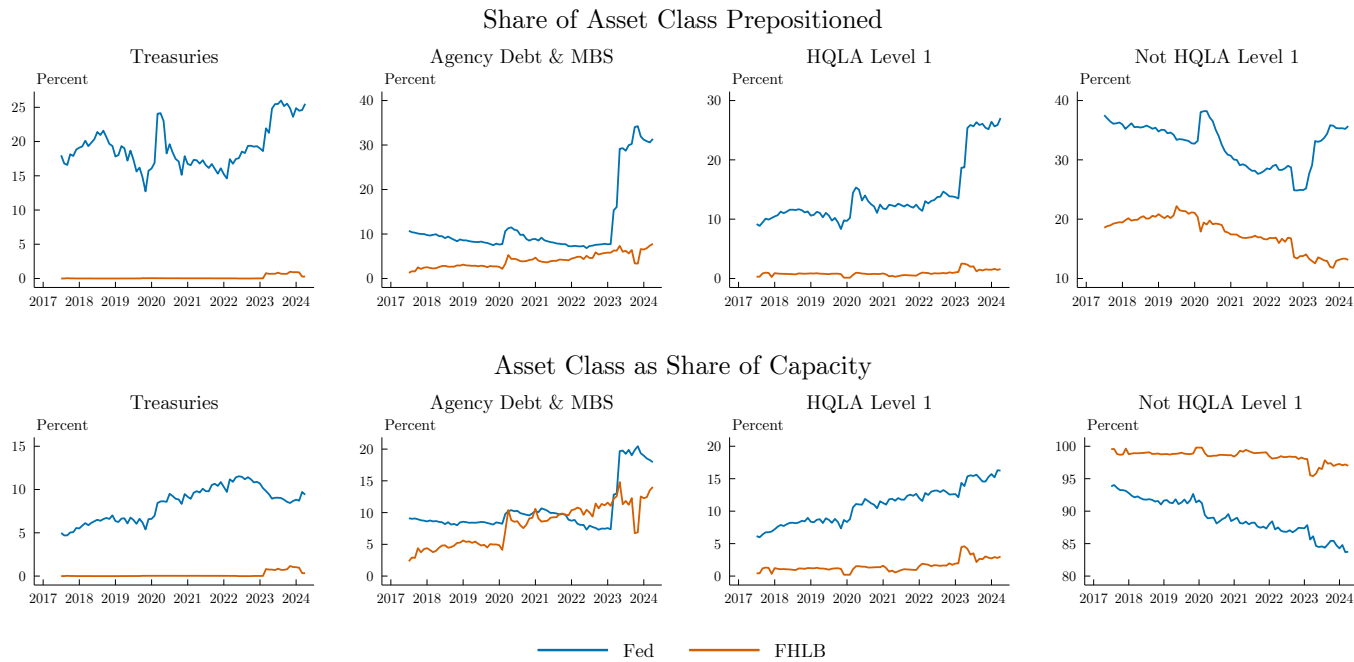 Share of Asset Class Prepositioned
Treasuries
Percent
25
20
15
10
5
0
2017 2018 2019 2020 2021 2022 2023 2024
Agency Debt & MBS
Percent
40
30
20
10
0
2017 2018 2019 2020 2021 2022 2023 2024
HQLA Level 1
Percent
30
20
10
0
2017 2018 2019 2020 2021 2022 2023 2024
Not HQLA Level 1
Percent
40
30
20
10
2017 2018 2019 2020 2021 2022 2023 2024
Asset Class as Share of Capacity
Treasuries
Percent
15
10
5
0
2017 2018 2019 2020 2021 2022 2023 2024
Agency Debt & MBS
Percent
20
15
10
5
0
2017 2018 2019 2020 2021 2022 2023 2024
HQLA Level 1
Percent
20
15
10
5
0
2017 2018 2019 2020 2021 2022 2023 2024
Not HQLA Level 1
Percent
100
95
90
85
80
2017 2018 2019 2020 2021 2022 2023 2024
Fed FHLB